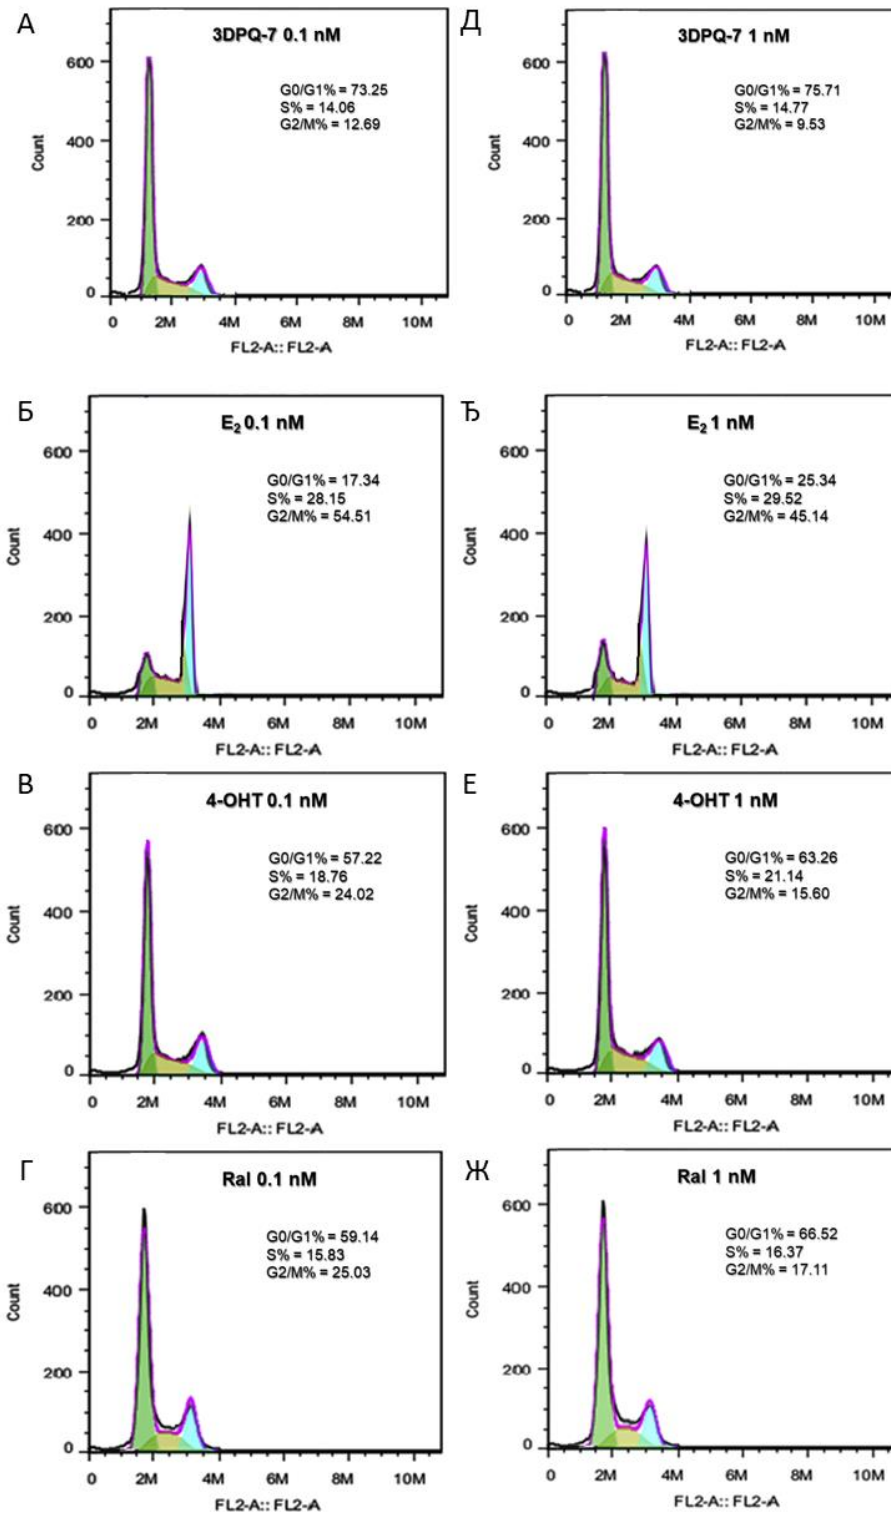 А
3DPQ-7 0.1 nM
G0/G1% = 73.25
S% = 14.06
G2/M% = 12.69
Count
600
400
200
0
0 2M 4M 6M 8M 10M
FL2-A:: FL2-A
Д
3DPQ-7 1 nM
G0/G1% = 75.71
S% = 14.77
G2/M% = 9.53
Count
600
400
200
0
0 2M 4M 6M 8M 10M
FL2-A:: FL2-A
Б
E₂ 0.1 nM
G0/G1% = 17.34
S% = 28.15
G2/M% = 54.51
Count
600
400
200
0
0 2M 4M 6M 8M 10M
FL2-A:: FL2-A
Ђ
E₂ 1 nM
G0/G1% = 25.34
S% = 29.52
G2/M% = 45.14
Count
600
400
200
0
0 2M 4M 6M 8M 10M
FL2-A:: FL2-A
В
4-OHT 0.1 nM
G0/G1% = 57.22
S% = 18.76
G2/M% = 24.02
Count
600
400
200
0
0 2M 4M 6M 8M 10M
FL2-A:: FL2-A
Е
4-OHT 1 nM
G0/G1% = 63.26
S% = 21.14
G2/M% = 15.60
Count
600
400
200
0
0 2M 4M 6M 8M 10M
FL2-A:: FL2-A
Г
Ral 0.1 nM
G0/G1% = 59.14
S% = 15.83
G2/M% = 25.03
Count
600
400
200
0
0 2M 4M 6M 8M 10M
FL2-A:: FL2-A
Ж
Ral 1 nM
G0/G1% = 66.52
S% = 16.37
G2/M% = 17.11
Count
600
400
200
0
0 2M 4M 6M 8M 10M
FL2-A:: FL2-A